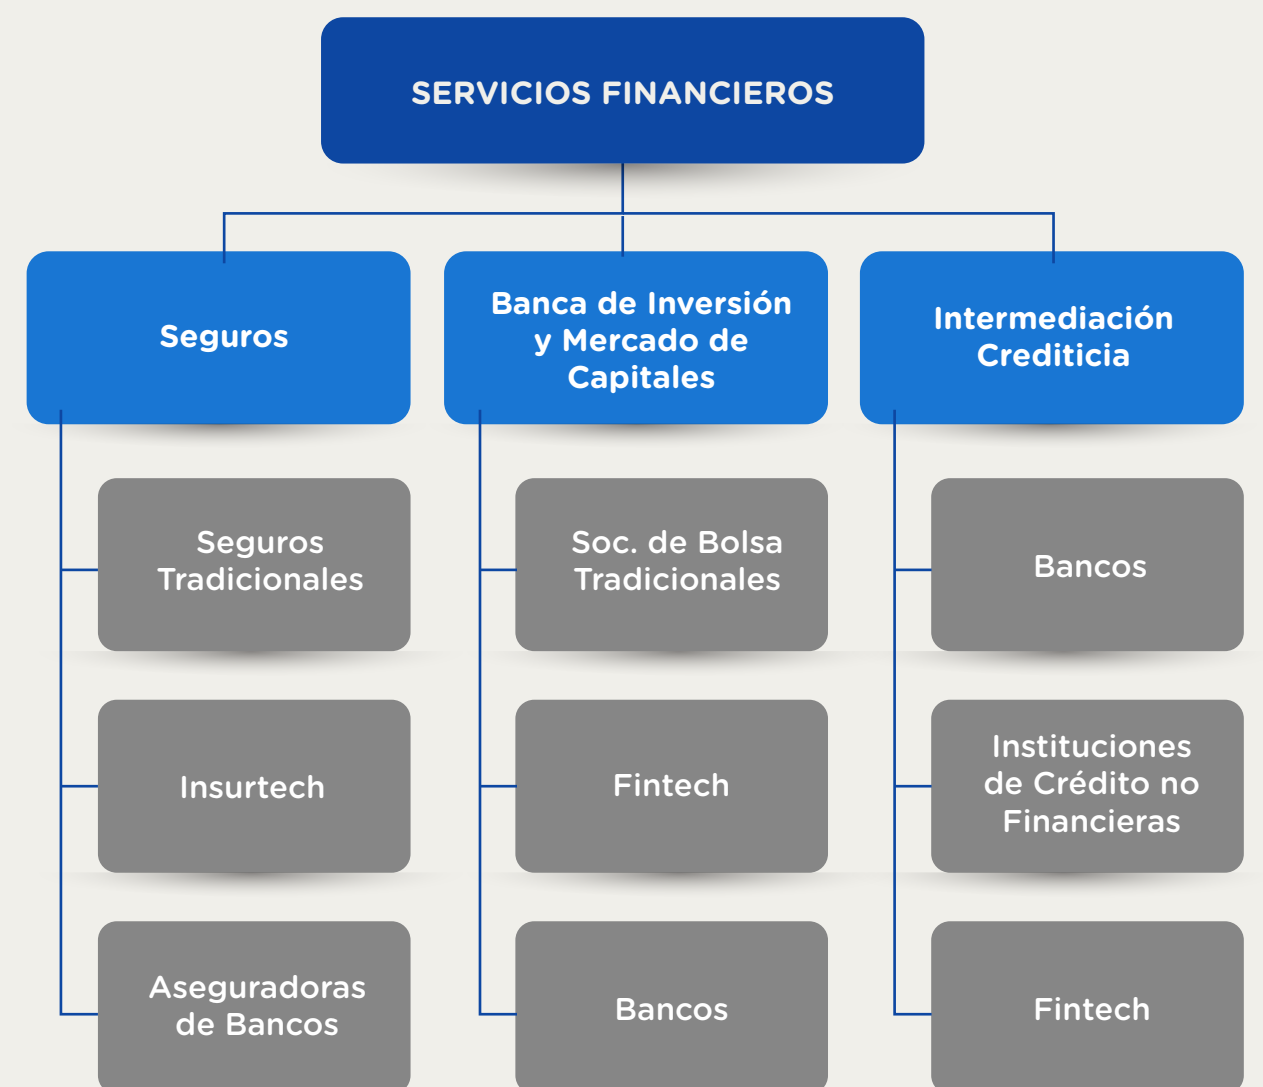 SERVICIOS FINANCIEROS
Seguros
Banca de Inversión
y Mercado de
Capitales
Intermediación
Crediticia
Seguros
Tradicionales
Soc. de Bolsa
Tradicionales
Bancos
Insurtech
Fintech
Instituciones
de Crédito no
Financieras
Aseguradoras
de Bancos
Bancos
Fintech